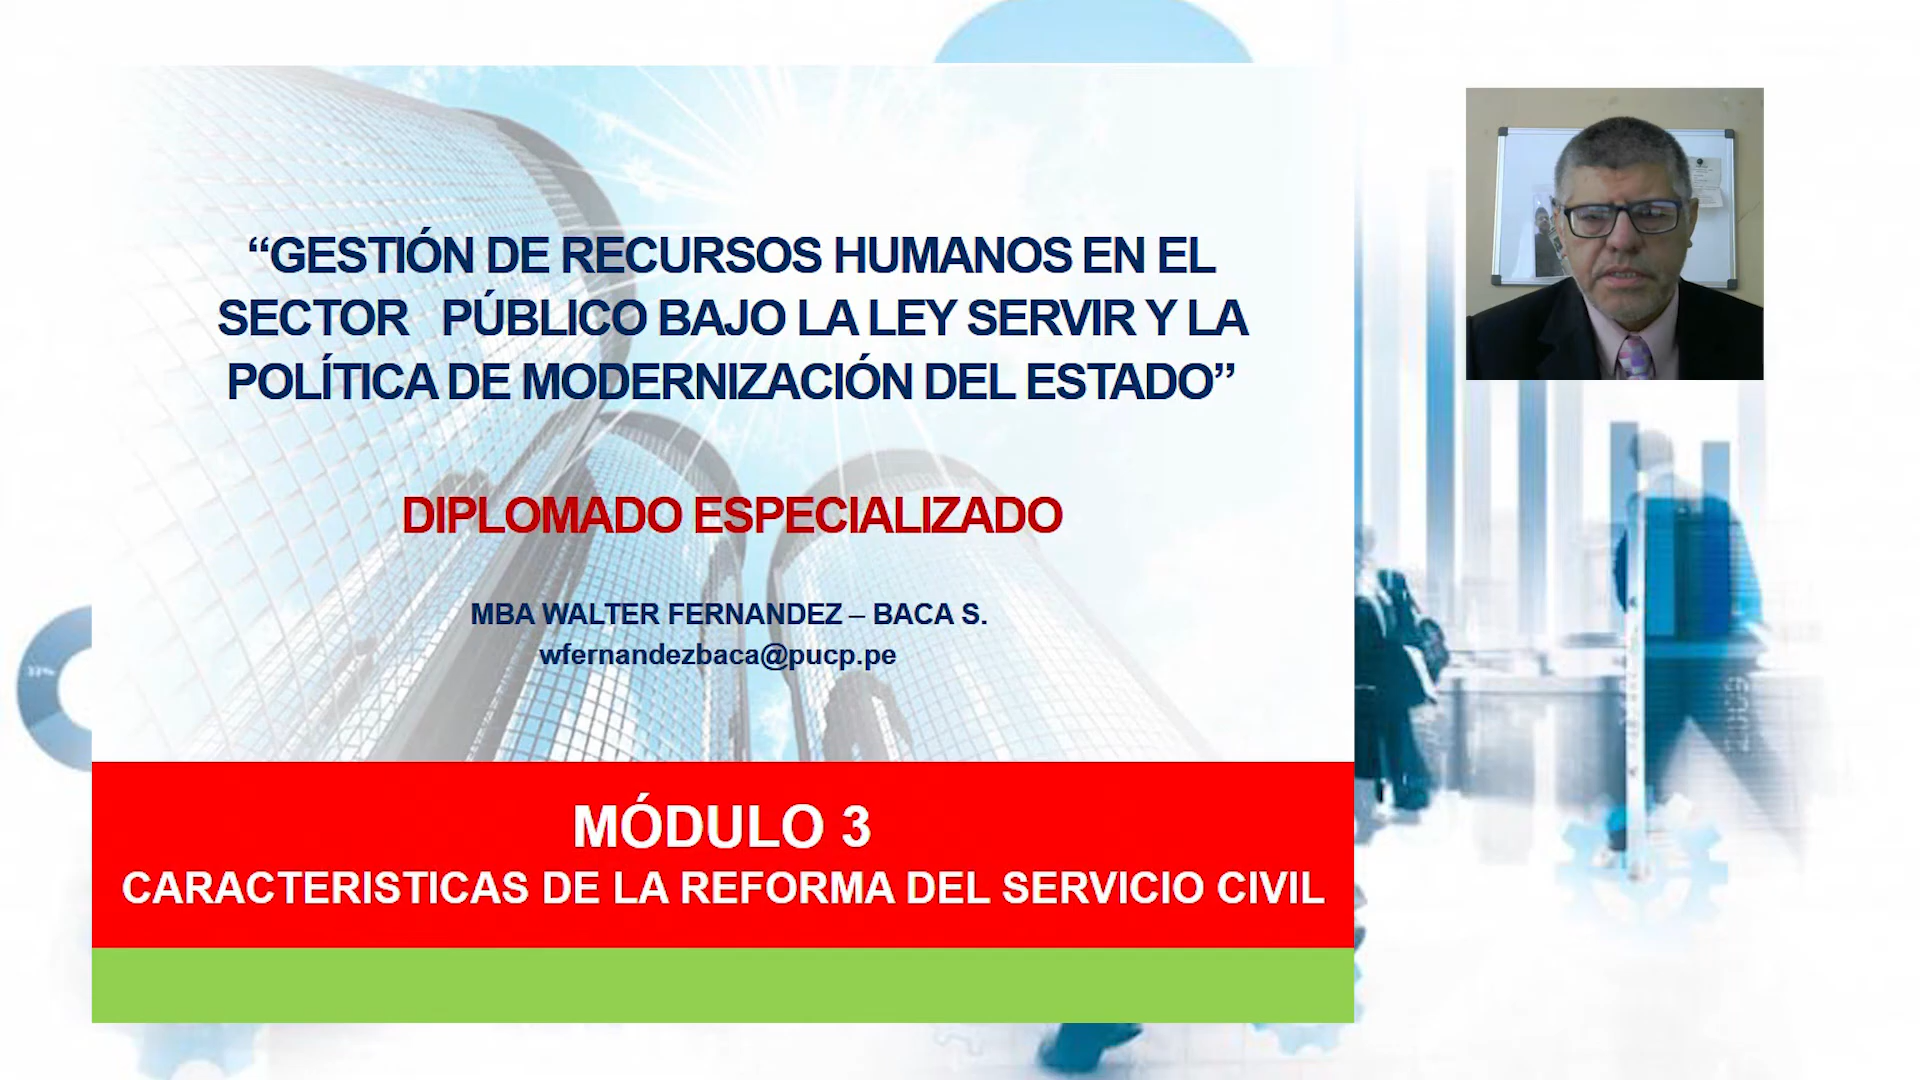 “GESTIÓN DE RECURSOS HUMANOS EN EL
SECTOR PÚBLICO BAJO LA LEY SERVIR Y LA
POLÍTICA DE MODERNIZACIÓN DEL ESTADO”
DIPLOMADO ESPECIALIZADO
MBA WALTER FERNANDEZ – BACA S.
wfernandezbaca@pucp.pe
MÓDULO 3
CARACTERISTICAS DE LA REFORMA DEL SERVICIO CIVIL